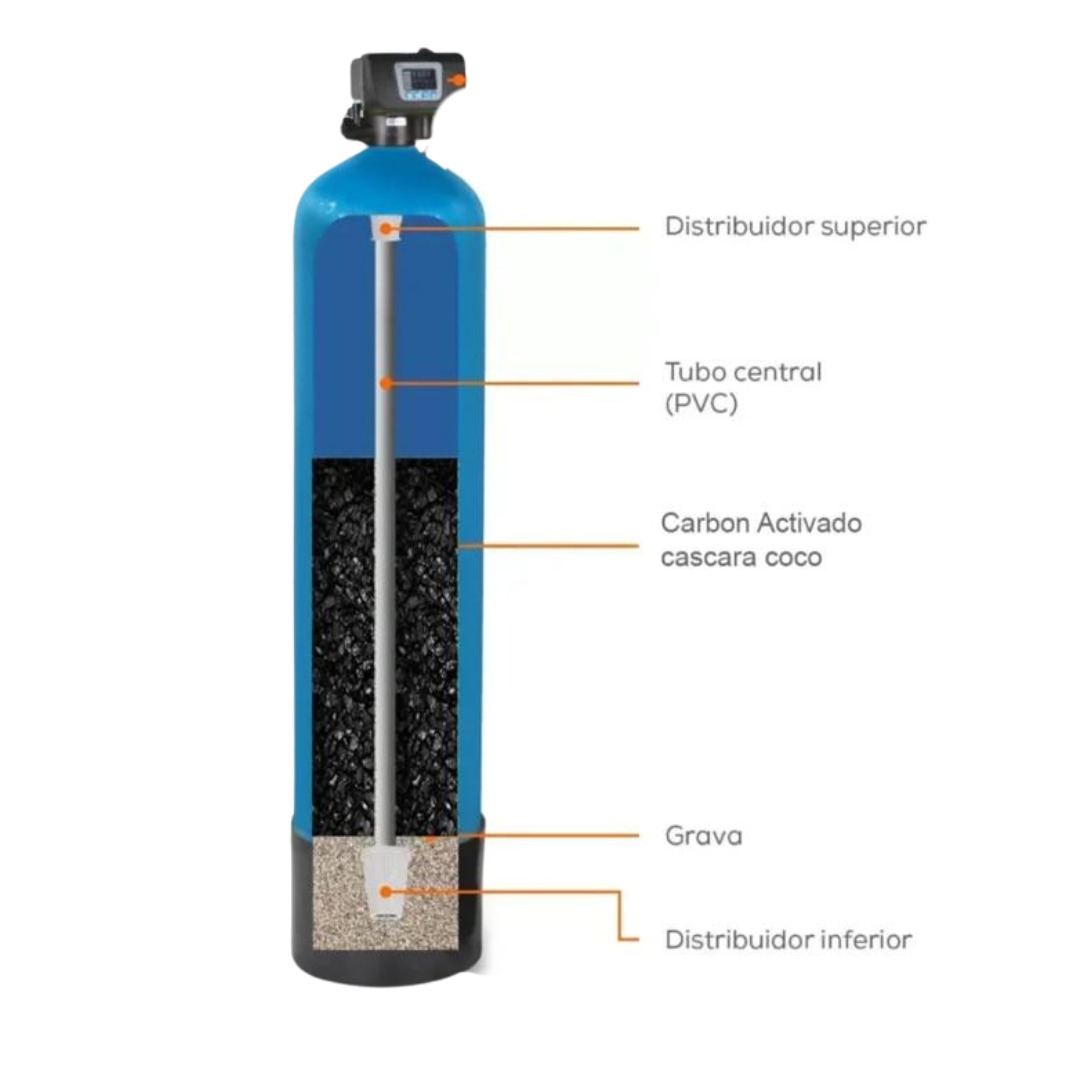 Distribuidor superior
Tubo central
(PVC)
Carbon Activado
cascara coco
Grava
Distribuidor inferior